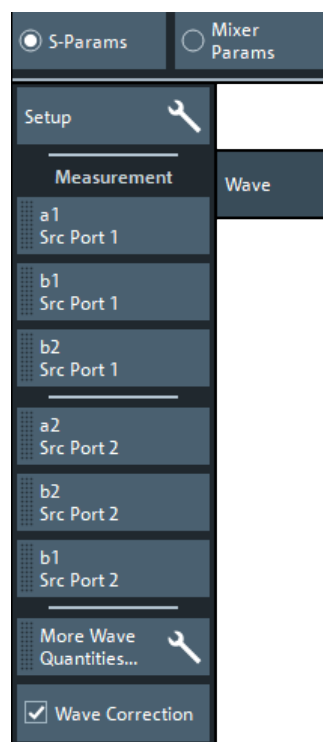 S-Params
Mixer
Params
Setup
Measurement
Wave
a1
Src Port 1
b1
Src Port 1
b2
Src Port 1
a2
Src Port 2
b2
Src Port 2
b1
Src Port 2
More Wave
Quantities...
Wave Correction